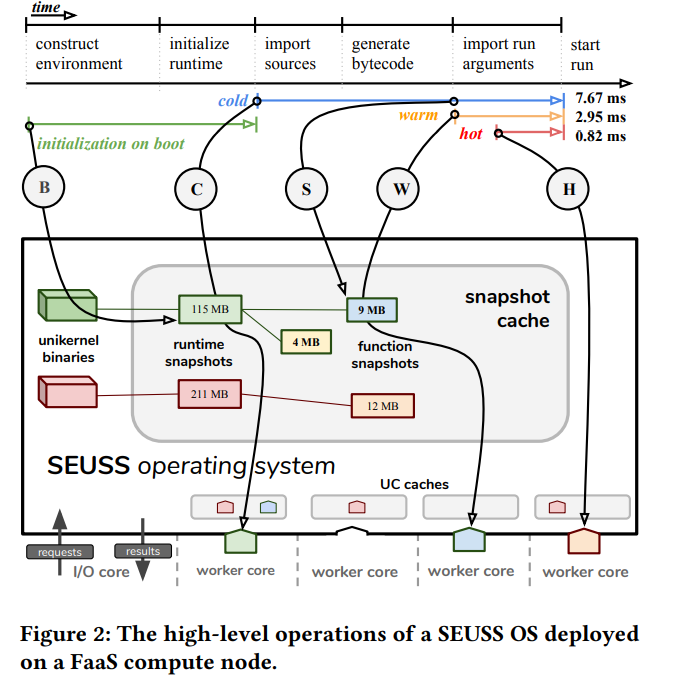 time
construct
environment
initialize
runtime
import
sources
generate
bytecode
import run
arguments
start
run
cold
7.67 ms
warm
2.95 ms
hot
0.82 ms
initialization on boot
B
C
S
W
H
snapshot
cache
115 MB
9 MB
unikernel
binaries
runtime
snapshots
4 MB
function
snapshots
211 MB
12 MB
SEUSS operating system
UC caches
requests
results
I/O core
worker core
worker core
worker core
worker core
Figure 2: The high-level operations of a SEUSS OS deployed
on a FaaS compute node.